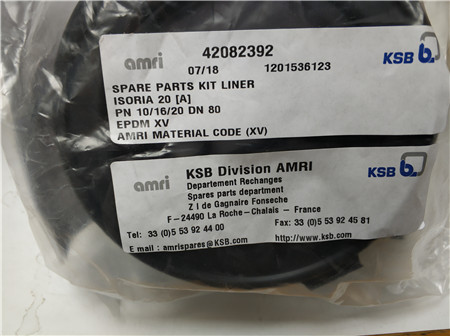 amri 42082392 KSB b.
07/18 1201536123
SPARE PARTS KIT LINER
ISORIA 20 [A]
PN 10/16/20 DN 80
EPDM XV
AMRI MATERIAL CODE (XV)
amri KSB Division AMRI KSB b.
Departement Rechanges
Spares parts department
Z I de Gagnaire Fonseche
F-24490 La Roche-Chalais - France
Tel: 33 (0)5 53 92 44 00 Fax: 33 (0)5 53 92 45 81
E mail : amrispares@KSB.com http://www.ksb.com